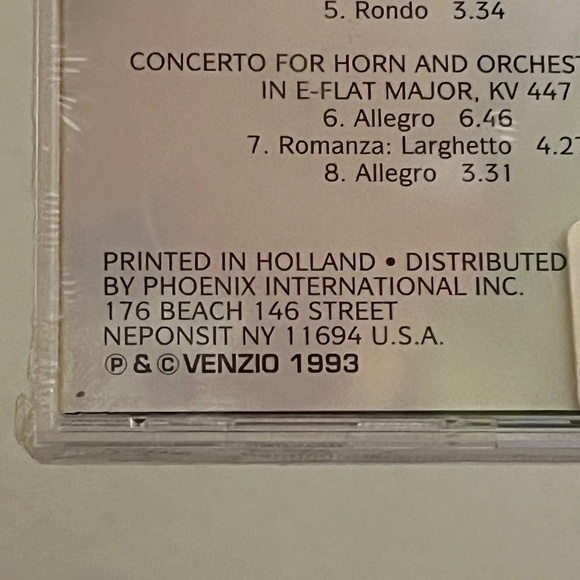 5. Rondo 3.34
CONCERTO FOR HORN AND ORCHEST
IN E-FLAT MAJOR, KV 447
6. Allegro 6.46
7. Romanza: Larghetto 4.27
8. Allegro 3.31
PRINTED IN HOLLAND • DISTRIBUTED
BY PHOENIX INTERNATIONAL INC.
176 BEACH 146 STREET
NEPONSIT NY 11694 U.S.A.
℗ & © VENZIO 1993